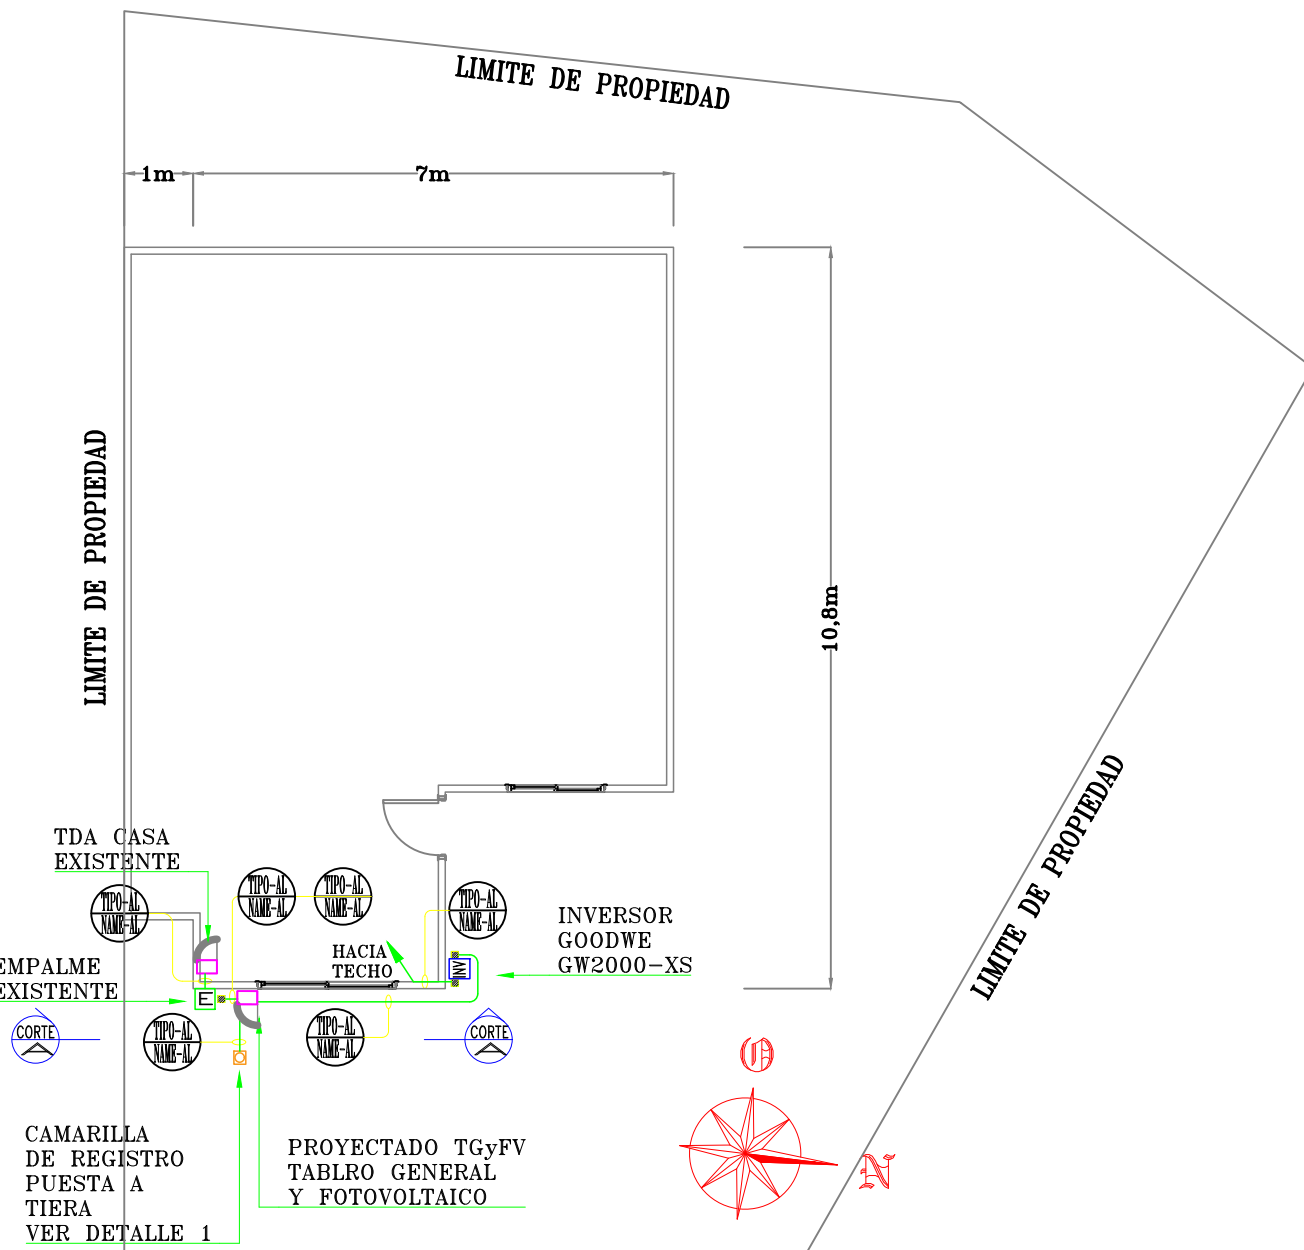 LIMITE DE PROPIEDAD
1m
7m
LIMITE DE PROPIEDAD
10,8m
LIMITE DE PROPIEDAD
TDA CASA
EXISTENTE
TIPO-AL
NAME-AL
TIPO-AL
NAME-AL
TIPO-AL
NAME-AL
TIPO-AL
NAME-AL
INVERSOR
GOODWE
GW2000-XS
HACIA
TECHO
INV
EMPALME
EXISTENTE
E
CORTE
TIPO-AL
NAME-AL
TIPO-AL
NAME-AL
CORTE
O
N
CAMARILLA
DE REGISTRO
PUESTA A
TIERA
VER DETALLE 1
PROYECTADO TGyFV
TABLRO GENERAL
Y FOTOVOLTAICO